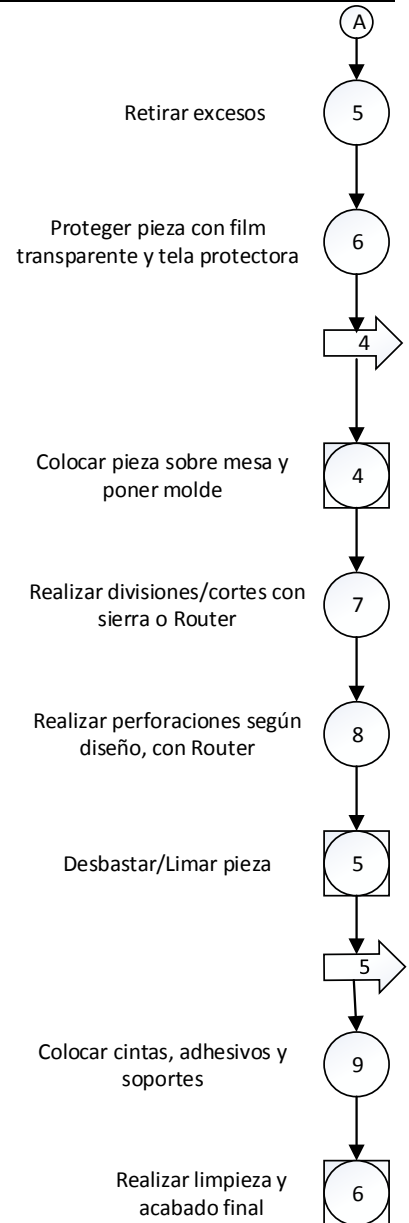 A
Retirar excesos
5
Proteger pieza con film
transparente y tela protectora
6
4
Colocar pieza sobre mesa y
poner molde
4
Realizar divisiones/cortes con
sierra o Router
7
Realizar perforaciones según
diseño, con Router
8
Desbastar/Limar pieza
5
5
Colocar cintas, adhesivos y
soportes
9
Realizar limpieza y
acabado final
6